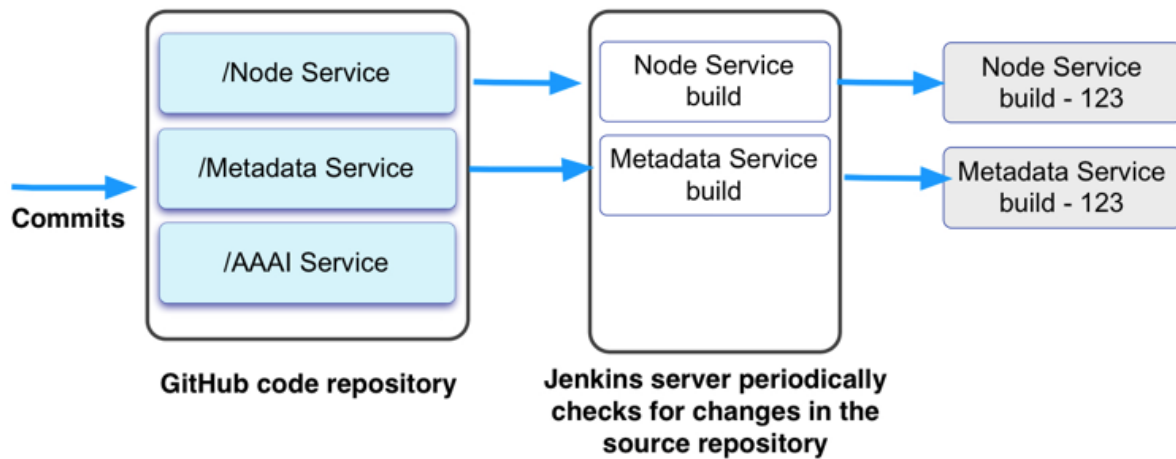 /Node Service
/Metadata Service
/AAAI Service
Commits
GitHub code repository
Node Service
build
Metadata Service
build
Jenkins server periodically
checks for changes in the
source repository
Node Service
build - 123
Metadata Service
build - 123